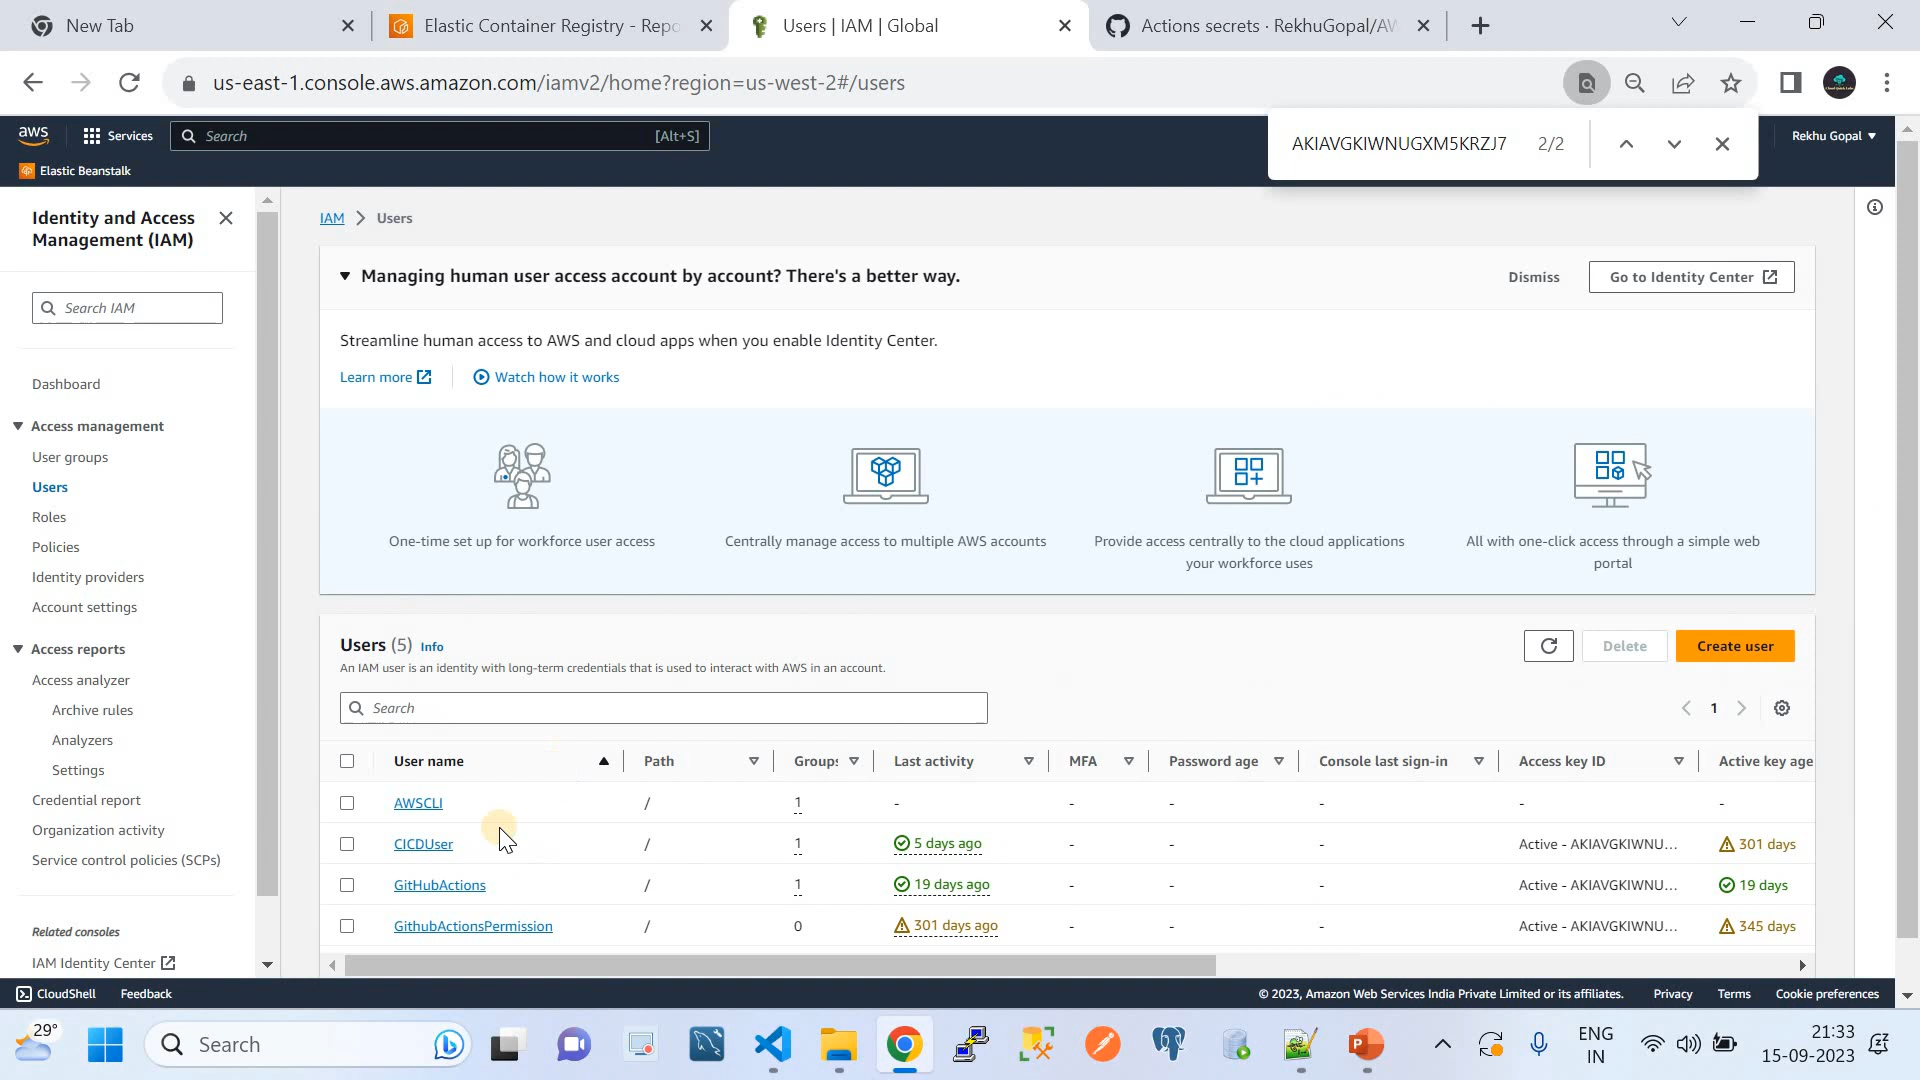 New Tab
Elastic Container Registry - Repo
Users | IAM | Global
Actions secrets · RekhuGopal/AW
us-east-1.console.aws.amazon.com/iamv2/home?region=us-west-2#/users
AKIAVGKIWNUGXM5KRZJ7 2/2
aws
Services
Search [Alt+S]
Rekhu Gopal
Elastic Beanstalk
Identity and Access
Management (IAM)
Search IAM
Dashboard
Access management
User groups
Users
Roles
Policies
Identity providers
Account settings
Access reports
Access analyzer
Archive rules
Analyzers
Settings
Credential report
Organization activity
Service control policies (SCPs)
Related consoles
IAM Identity Center
IAM > Users
Managing human user access account by account? There's a better way.
Dismiss
Go to Identity Center
Streamline human access to AWS and cloud apps when you enable Identity Center.
Learn more
Watch how it works
One-time set up for workforce user access
Centrally manage access to multiple AWS accounts
Provide access centrally to the cloud applications
your workforce uses
All with one-click access through a simple web
portal
Users (5) Info
An IAM user is an identity with long-term credentials that is used to interact with AWS in an account.
Delete
Create user
Search
1
User name Path Groups Last activity MFA Password age Console last sign-in Access key ID Active key age
AWSCLI / 1 - - - - - -
CICDUser / 1 5 days ago - - - Active - AKIAVGKIWNU... 301 days
GitHubActions / 1 19 days ago - - - Active - AKIAVGKIWNU... 19 days
GithubActionsPermission / 0 301 days ago - - - Active - AKIAVGKIWNU... 345 days
CloudShell
Feedback
© 2023, Amazon Web Services India Private Limited or its affiliates.
Privacy
Terms
Cookie preferences
29°
Search
ENG
IN
21:33
15-09-2023